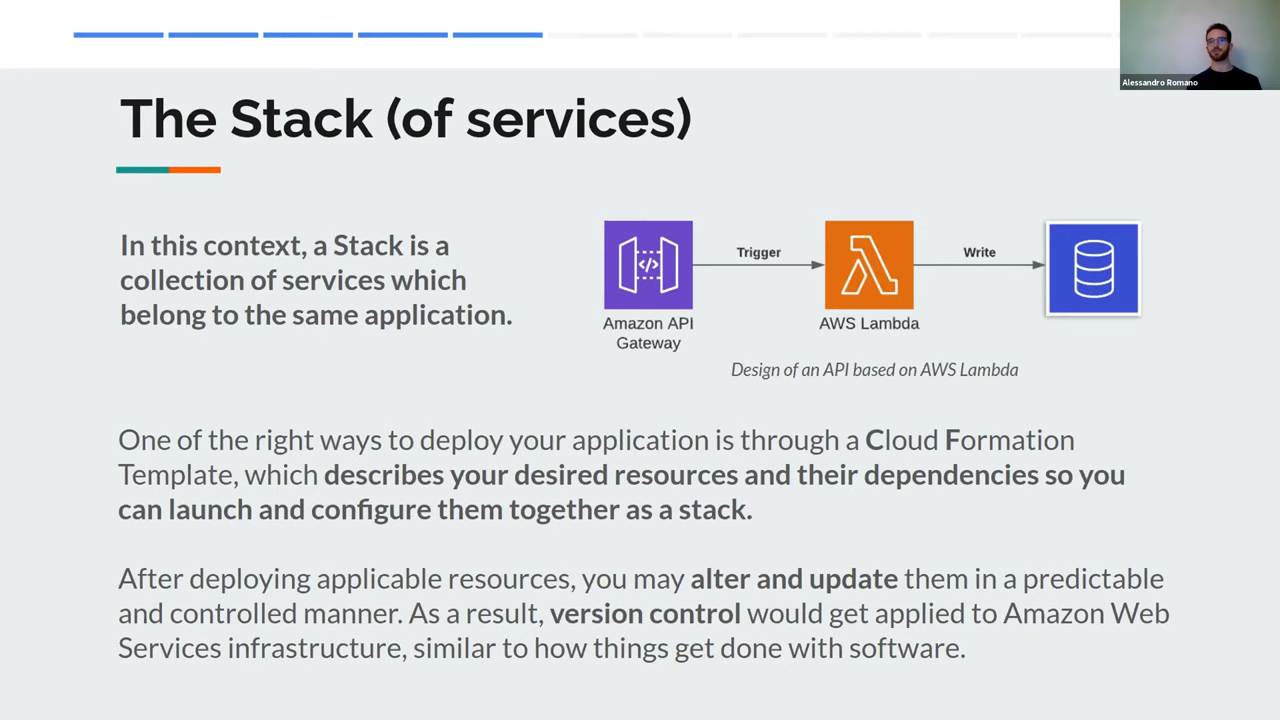 Alessandro Romano
The Stack (of services)
In this context, a Stack is a
collection of services which
belong to the same application.
Trigger
Write
Amazon API
Gateway
AWS Lambda
Design of an API based on AWS Lambda
One of the right ways to deploy your application is through a Cloud Formation
Template, which describes your desired resources and their dependencies so you
can launch and configure them together as a stack.
After deploying applicable resources, you may alter and update them in a predictable
and controlled manner. As a result, version control would get applied to Amazon Web
Services infrastructure, similar to how things get done with software.